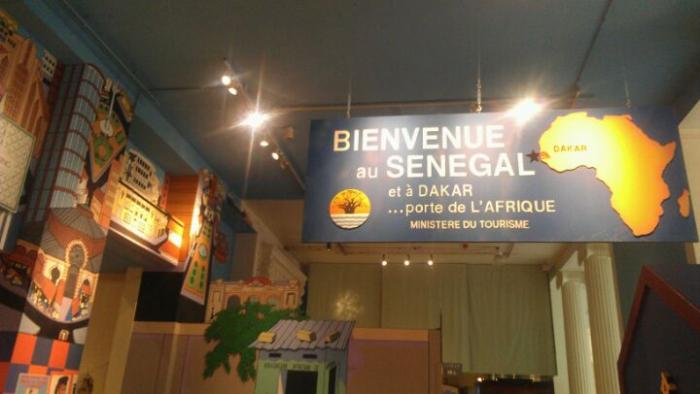 BIENVENUE
au SENEGAL
et à DAKAR
...porte de L'AFRIQUE
MINISTERE DU TOURISME
DAKAR